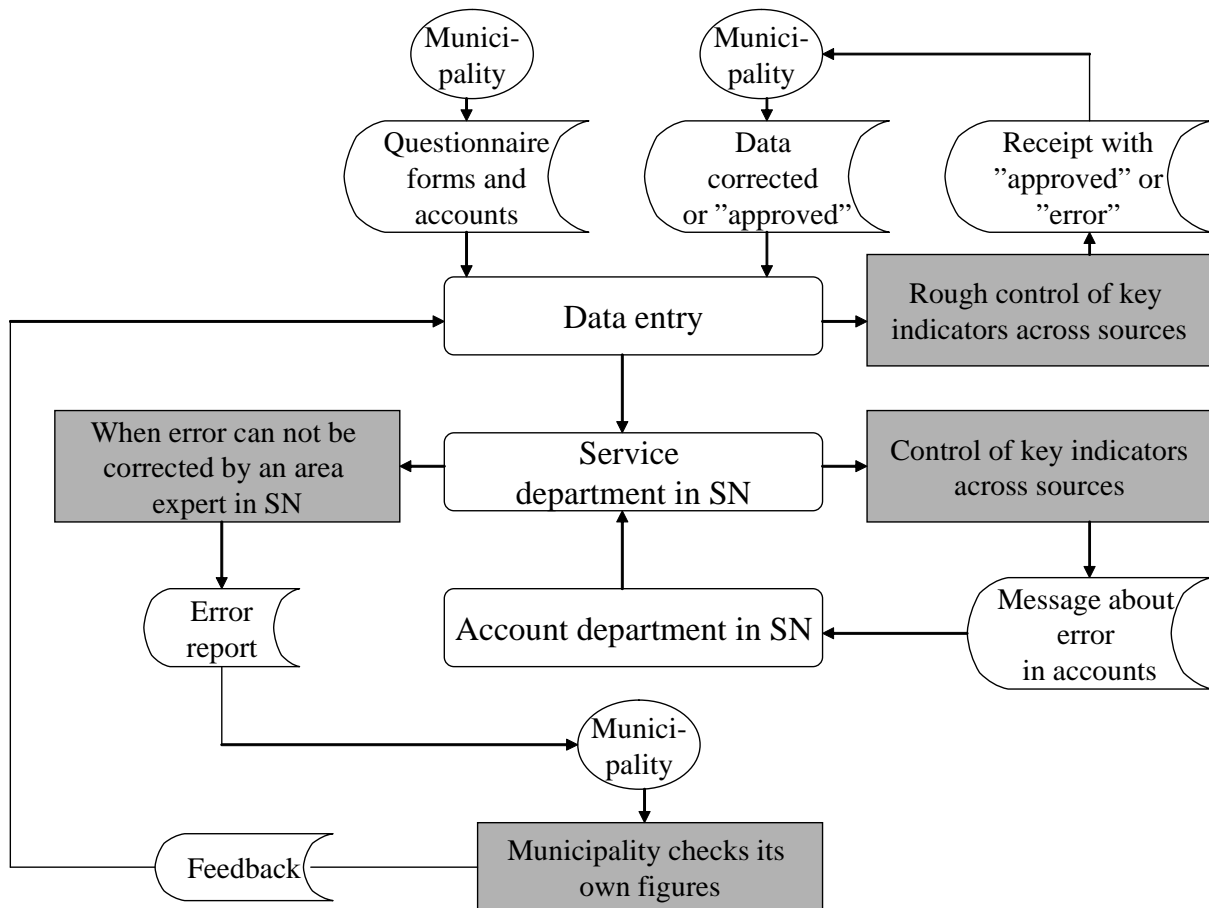 Munici-
pality
Munici-
pality
Questionnaire
forms and
accounts
Data
corrected
or ”approved”
Receipt with
”approved” or
”error”
Data entry
Rough control of key
indicators across sources
When error can not be
corrected by an area
expert in SN
Service
department in SN
Control of key indicators
across sources
Error
report
Account department in SN
Message about
error
in accounts
Munici-
pality
Feedback
Municipality checks its
own figures